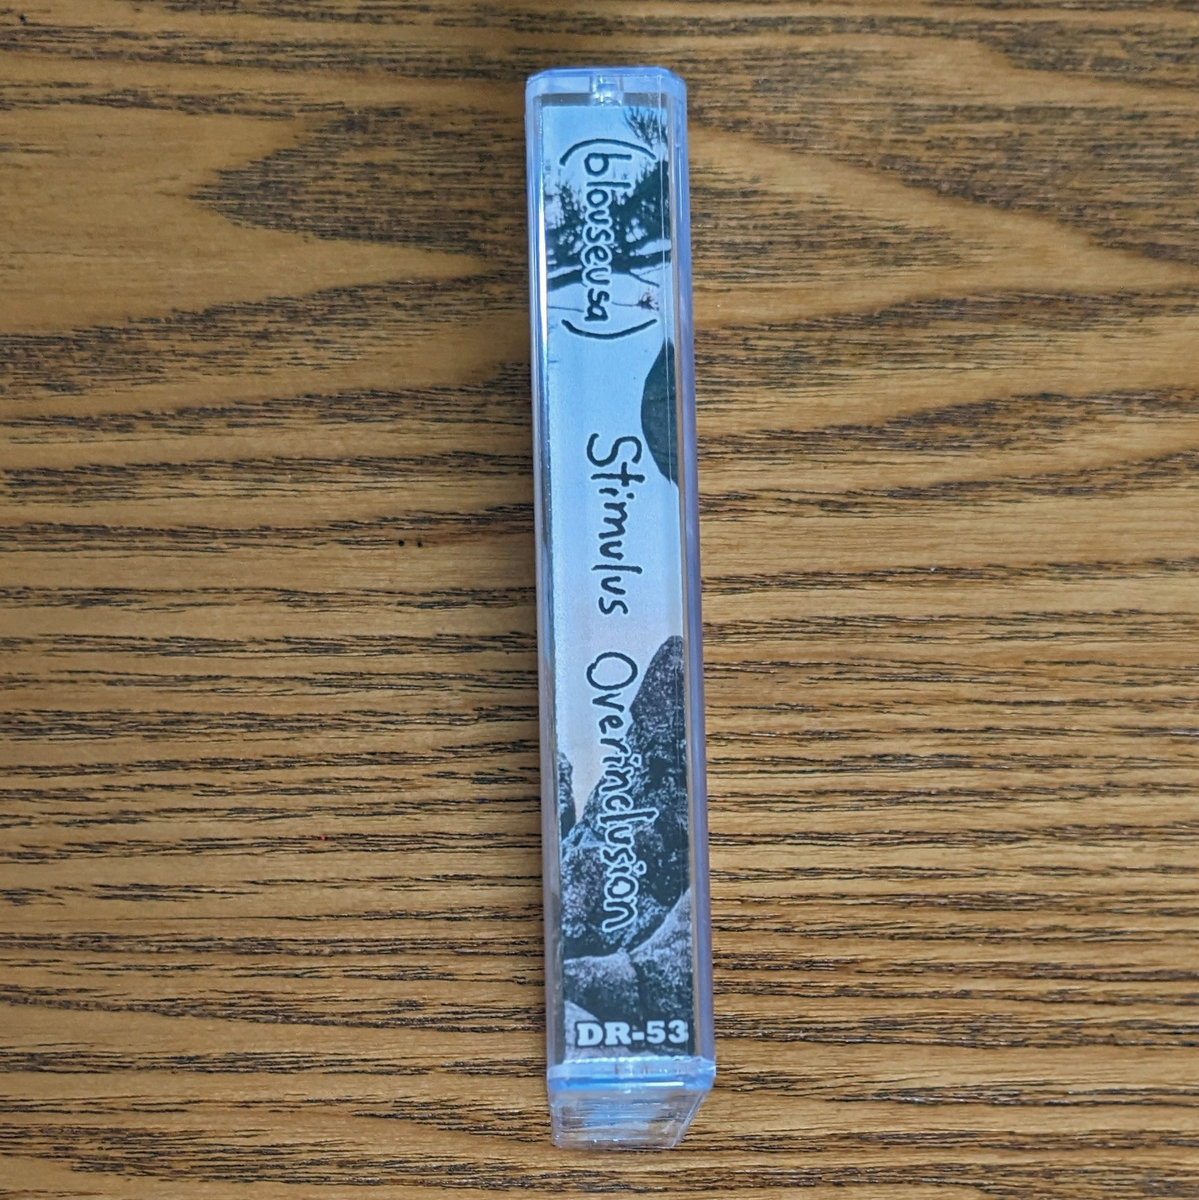 (blouseusa)
Stimulus Overinclusion
DR-53